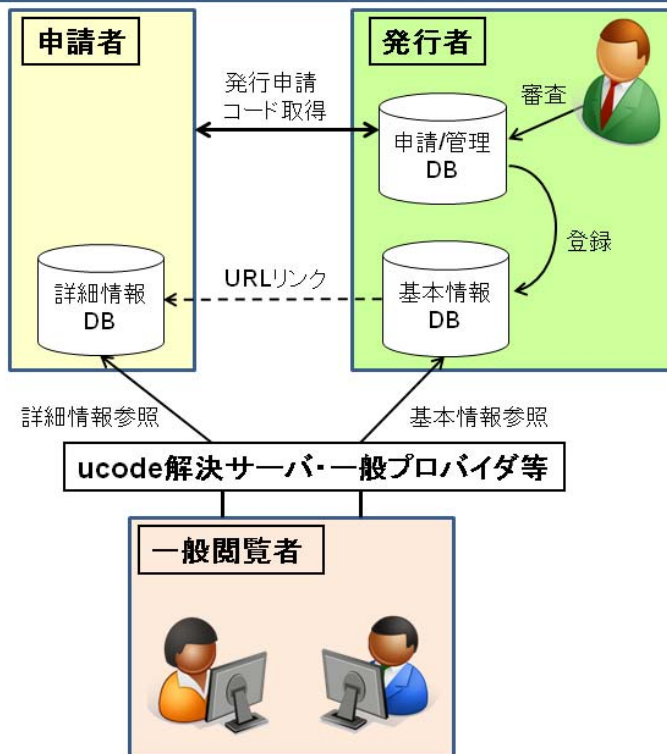 申請者
発行者
発行申請
コード取得
審査
申請/管理
DB
登録
URLリンク
詳細情報
DB
基本情報
DB
詳細情報参照
基本情報参照
ucode解決サーバ・一般プロバイダ等
一般閲覧者